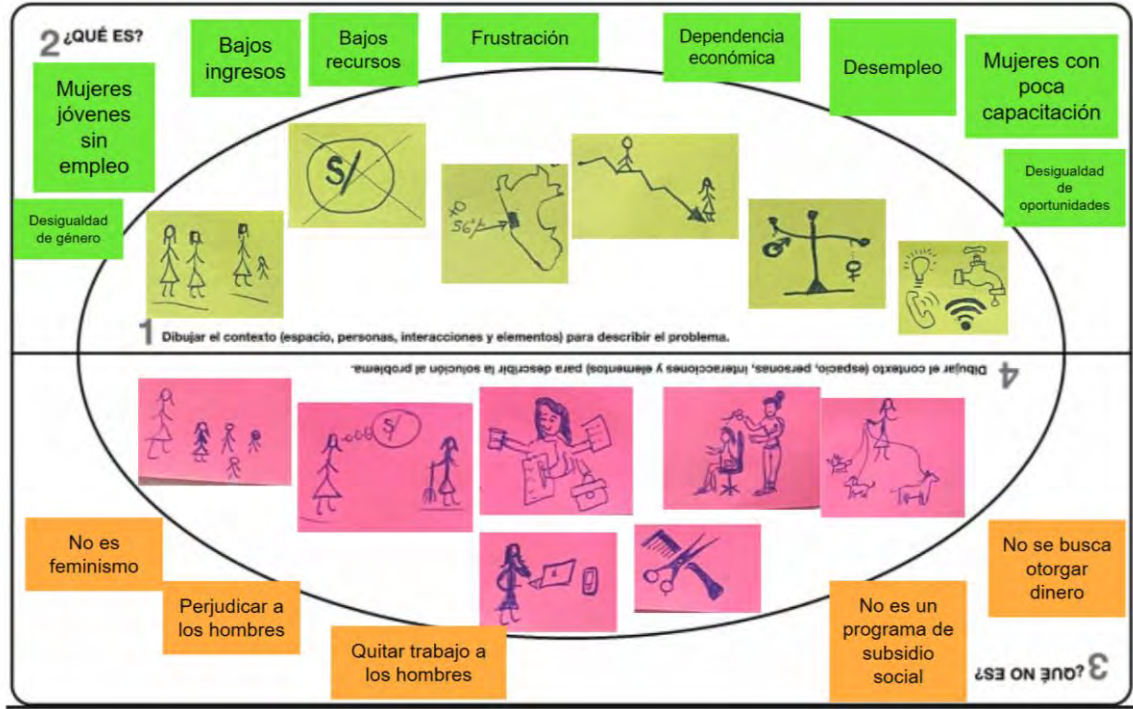 2 ¿QUÉ ES?
Mujeres
jóvenes
sin
empleo
Bajos
ingresos
Bajos
recursos
Frustración
Dependencia
económica
Desempleo
Mujeres con
poca
capacitación
Desigualdad
de género
Desigualdad
de
oportunidades
S/
56%
1 Dibujar el contexto (espacio, personas, interacciones y elementos) para describir el problema.
4 Dibujar el contexto (espacio, personas, interacciones y elementos) para describir la solución al problema.
S/
No es
feminismo
Perjudicar a
los hombres
Quitar trabajo a
los hombres
No es un
programa de
subsidio
social
No se busca
otorgar
dinero
3 ¿QUÉ NO ES?